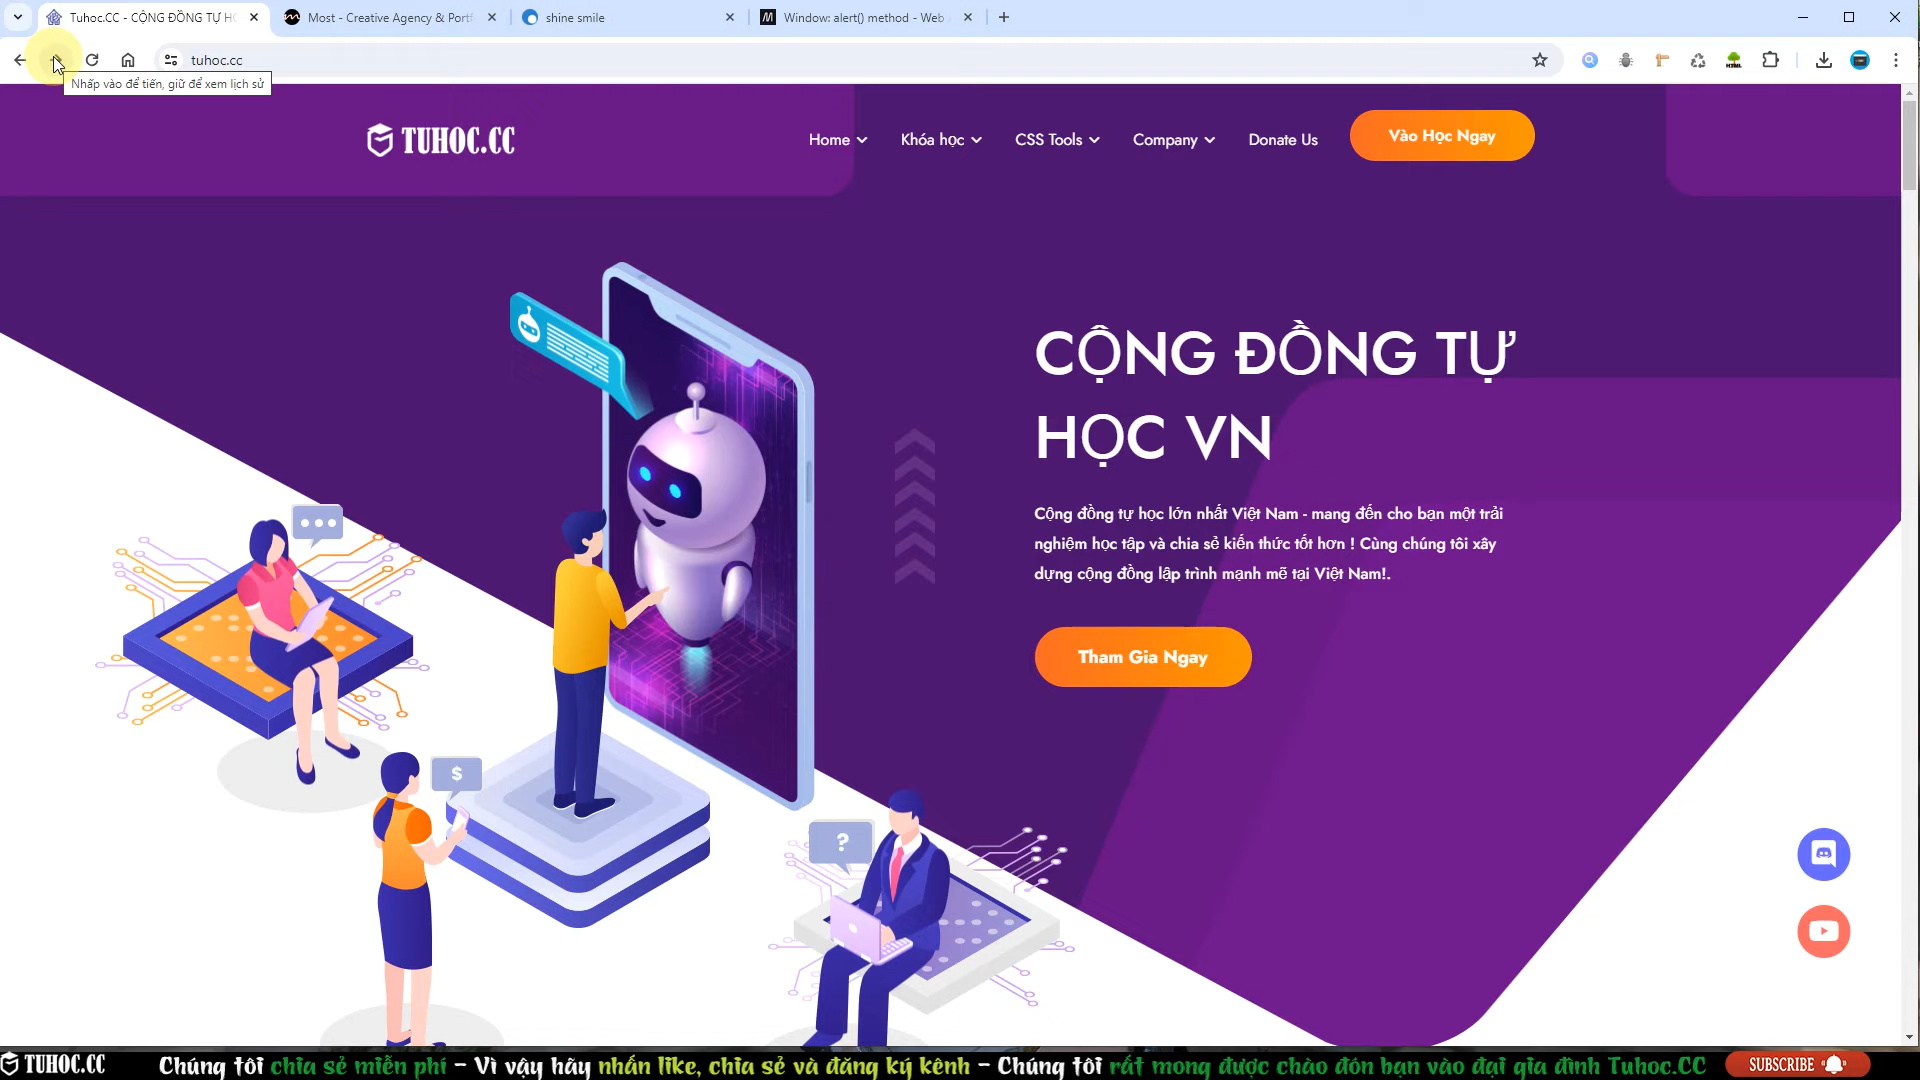 Tuhoc.CC - CỘNG ĐỒNG TỰ H
Most - Creative Agency & Portf
shine smile
Window: alert() method - Web
tuhoc.cc
Nhấp vào để tiến, giữ để xem lịch sử
TUHOC.CC
Home
Khóa học
CSS Tools
Company
Donate Us
Vào Học Ngay
CỘNG ĐỒNG TỰ
HỌC VN
Cộng đồng tự học lớn nhất Việt Nam - mang đến cho bạn một trải
nghiệm học tập và chia sẻ kiến thức tốt hơn ! Cùng chúng tôi xây
dựng cộng đồng lập trình mạnh mẽ tại Việt Nam!.
Tham Gia Ngay
$
?
TUHOC.CC
Chúng tôi chia sẻ miễn phí – Vì vậy hãy nhấn like, chia sẻ và đăng ký kênh – Chúng tôi rất mong được chào đón bạn vào đại gia đình Tuhoc.CC
SUBSCRIBE